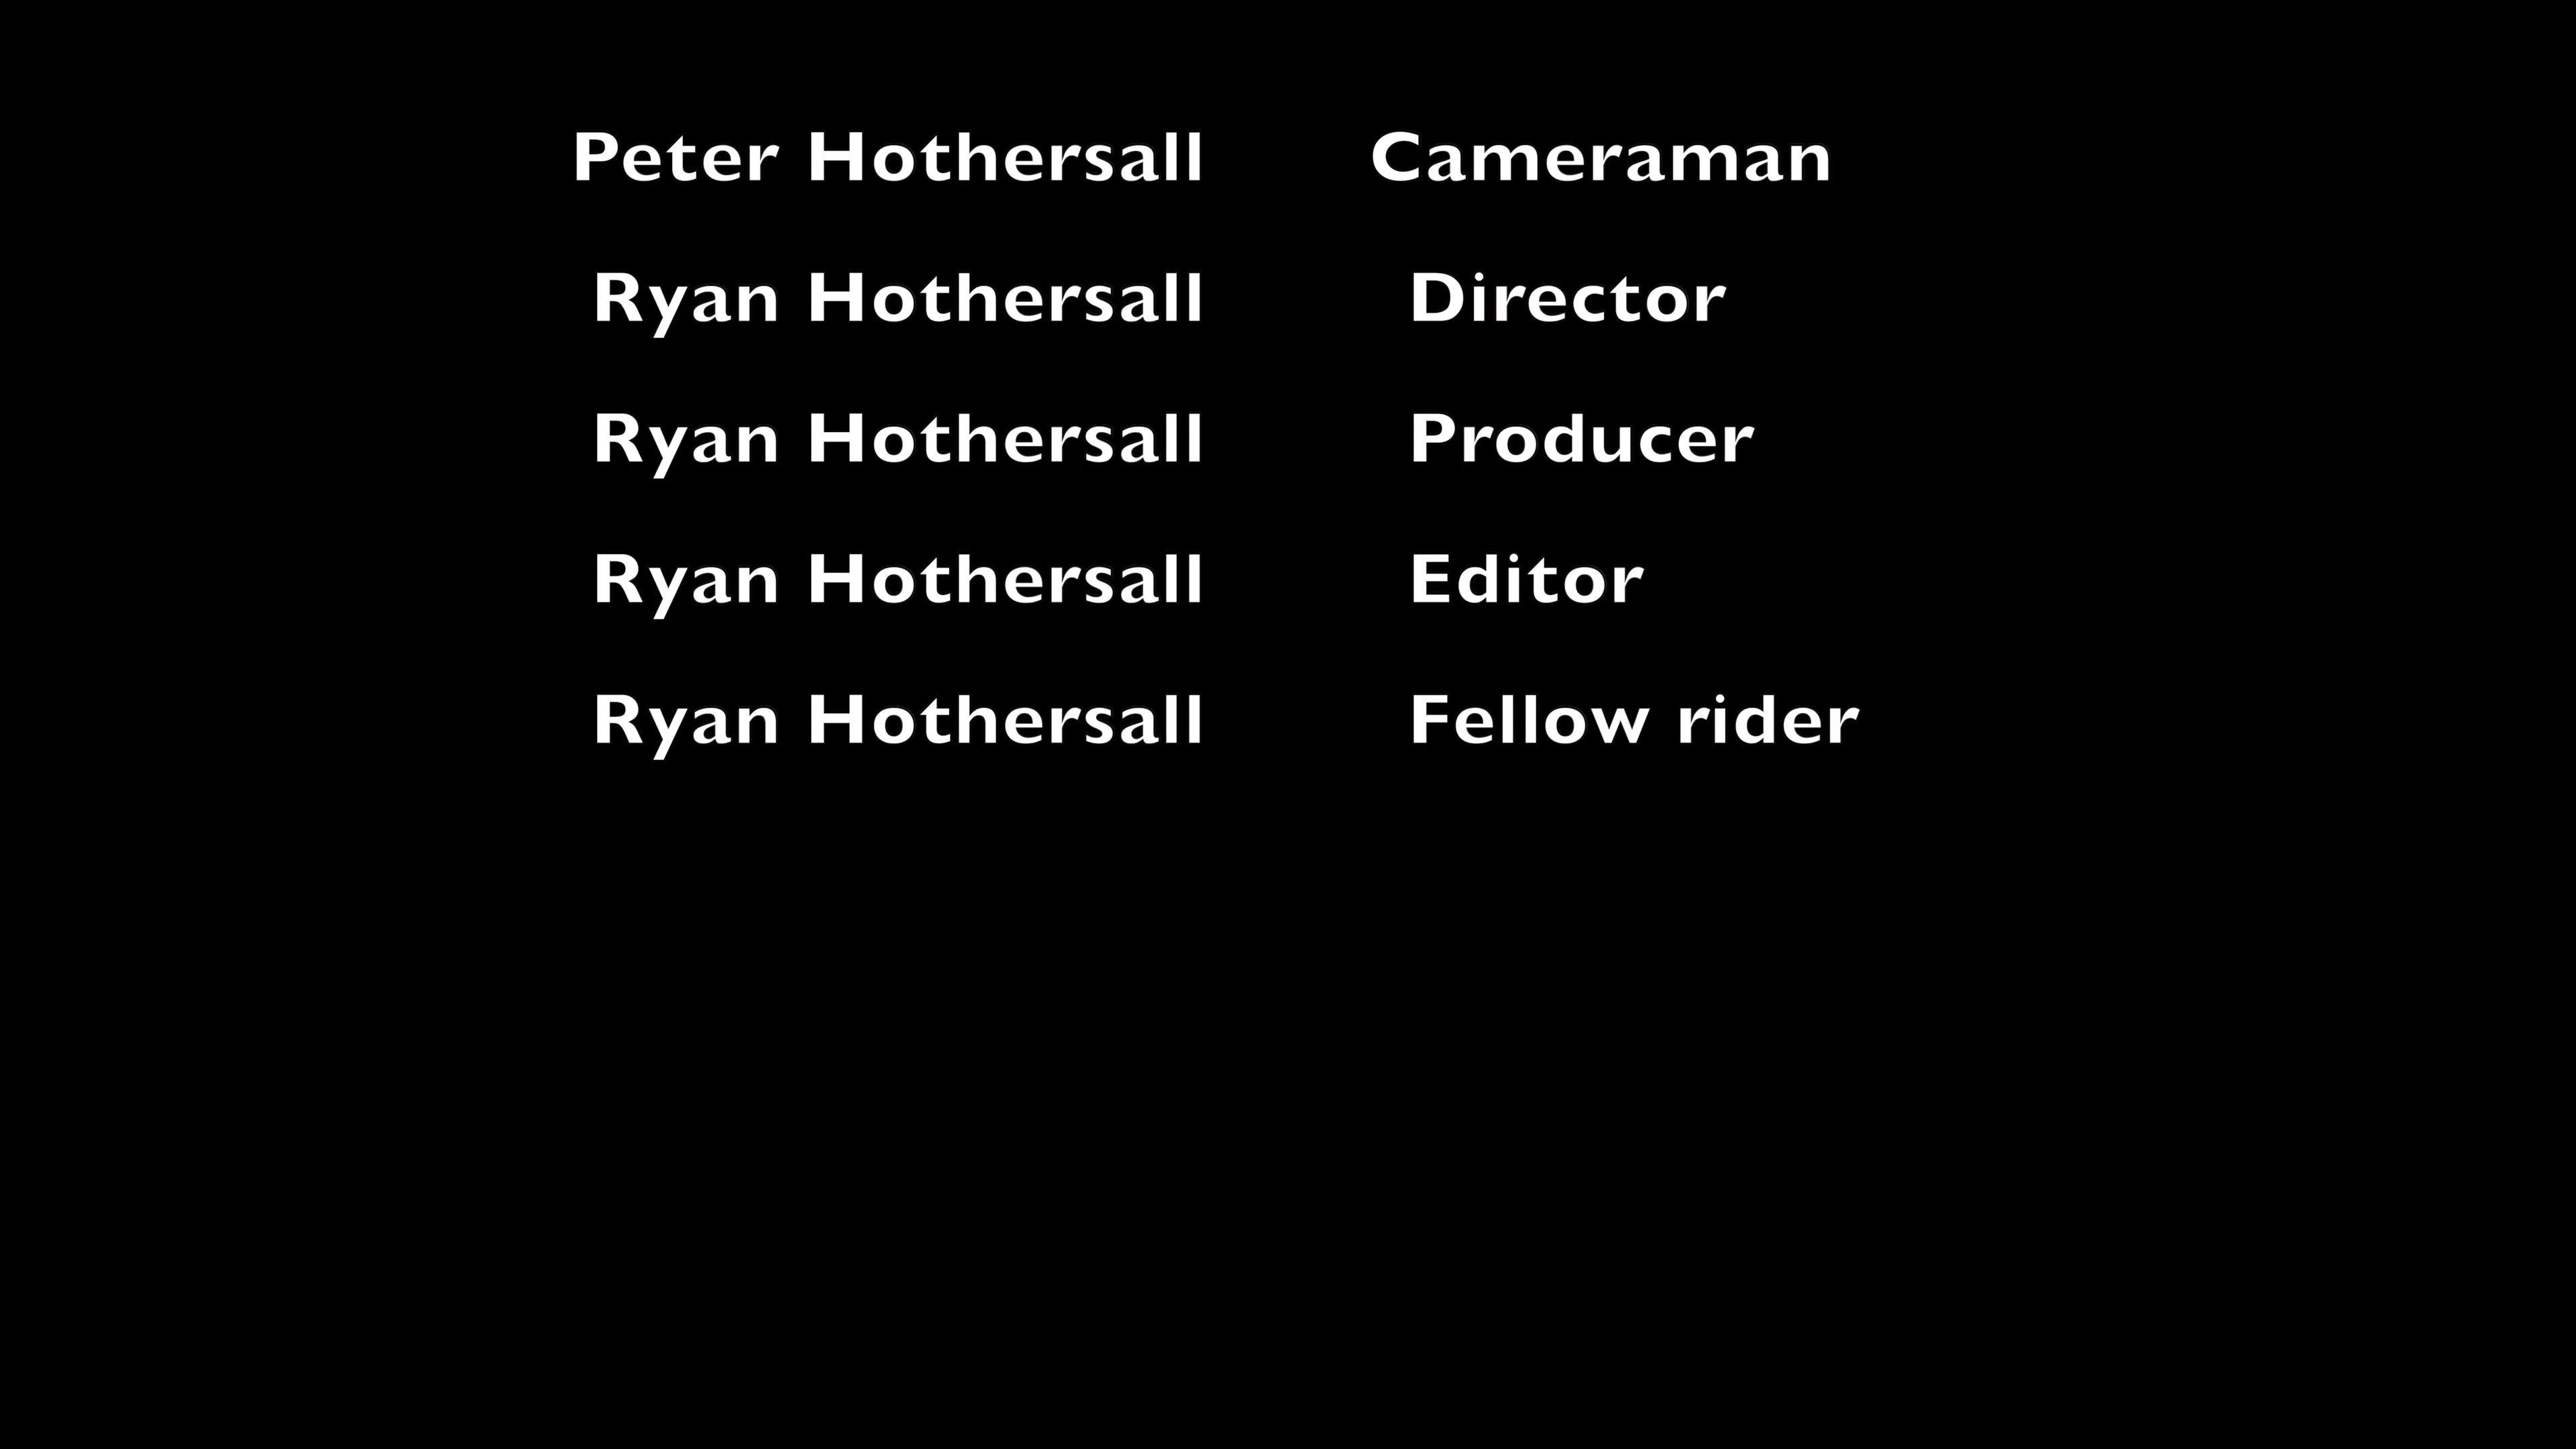 Peter Hothersall Cameraman
Ryan Hothersall Director
Ryan Hothersall Producer
Ryan Hothersall Editor
Ryan Hothersall Fellow rider